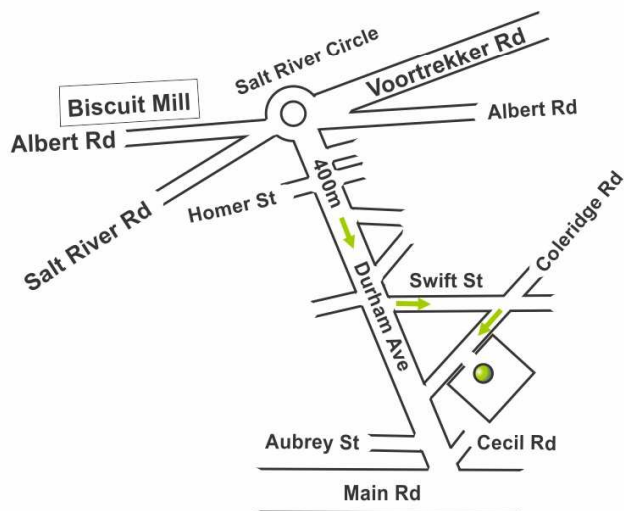 Salt River Circle
Voortrekker Rd
Biscuit Mill
Albert Rd
Albert Rd
400m
Homer St
Salt River Rd
Coleridge Rd
Swift St
Durham Ave
Aubrey St
Cecil Rd
Main Rd